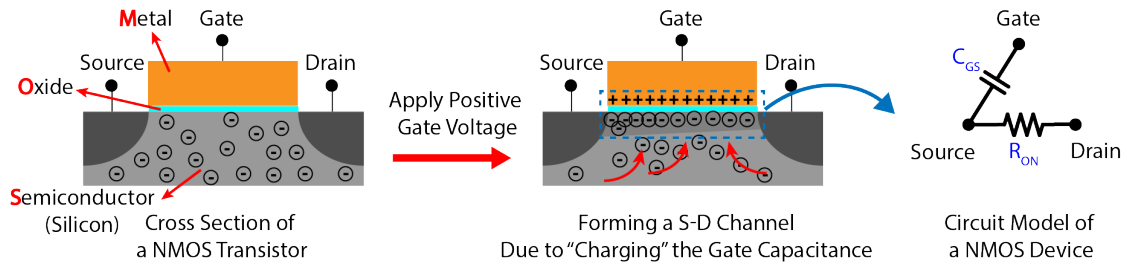 Metal
Gate
Source
Drain
Oxide
Semiconductor
(Silicon)
Cross Section of
a NMOS Transistor
Apply Positive
Gate Voltage
Gate
Source
Drain
+++++++++++
Forming a S-D Channel
Due to “Charging” the Gate Capacitance
Gate
CGS
Source
RON
Drain
Circuit Model of
a NMOS Device